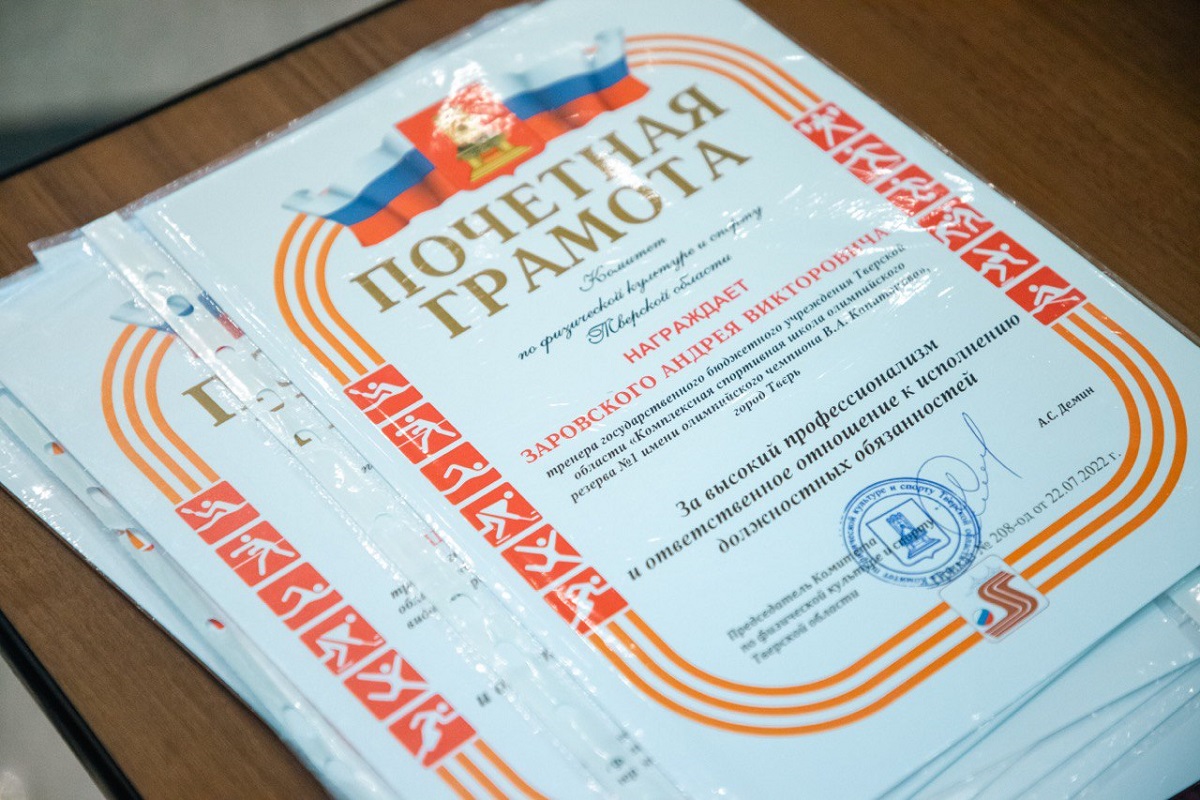 ПОЧЕТНАЯ
ГРАМОТА
Комитет
по физической культуре и спорту
Тверской области
НАГРАЖДАЕТ
ЗАРОВСКОГО АНДРЕЯ ВИКТОРОВИЧА,
тренера государственного бюджетного учреждения Тверской
области «Комплексная спортивная школа олимпийского
резерва №1 имени олимпийского чемпиона В.А. Капитонова»,
город Тверь
За высокий профессионализм
и ответственное отношение к исполнению
должностных обязанностей
Председатель Комитета
по физической культуре и спорту
Тверской области
А.С. Демин
Приказ № 208-од от 22.07.2022 г.